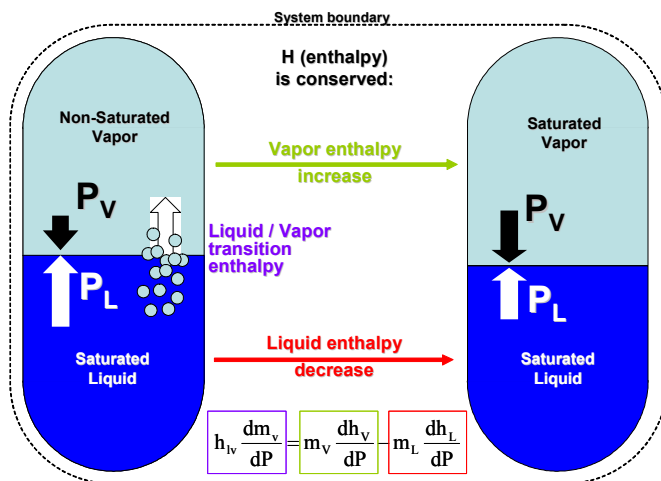 System boundary
H (enthalpy)
is conserved:
Non-Saturated
Vapor
Saturated
Vapor
Vapor enthalpy
increase
P_V
P_V
Liquid / Vapor
transition
enthalpy
P_L
P_L
Liquid enthalpy
decrease
Saturated
Liquid
Saturated
Liquid
h_lv dm_v/dP = m_V dh_V/dP - m_L dh_L/dP